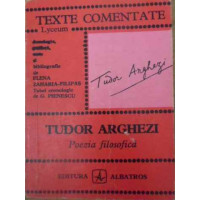 TEXTE COMENTATE
Lyceum
Antologie,
prefață,
note
și
bibliografie
de
ELENA
ZAHARIA-FILIPAȘ
Tabel cronologic
de G. PIENESCU
Tudor Arghezi
TUDOR ARGHEZI
Poezia filosofică
EDITURA
ALBATROS